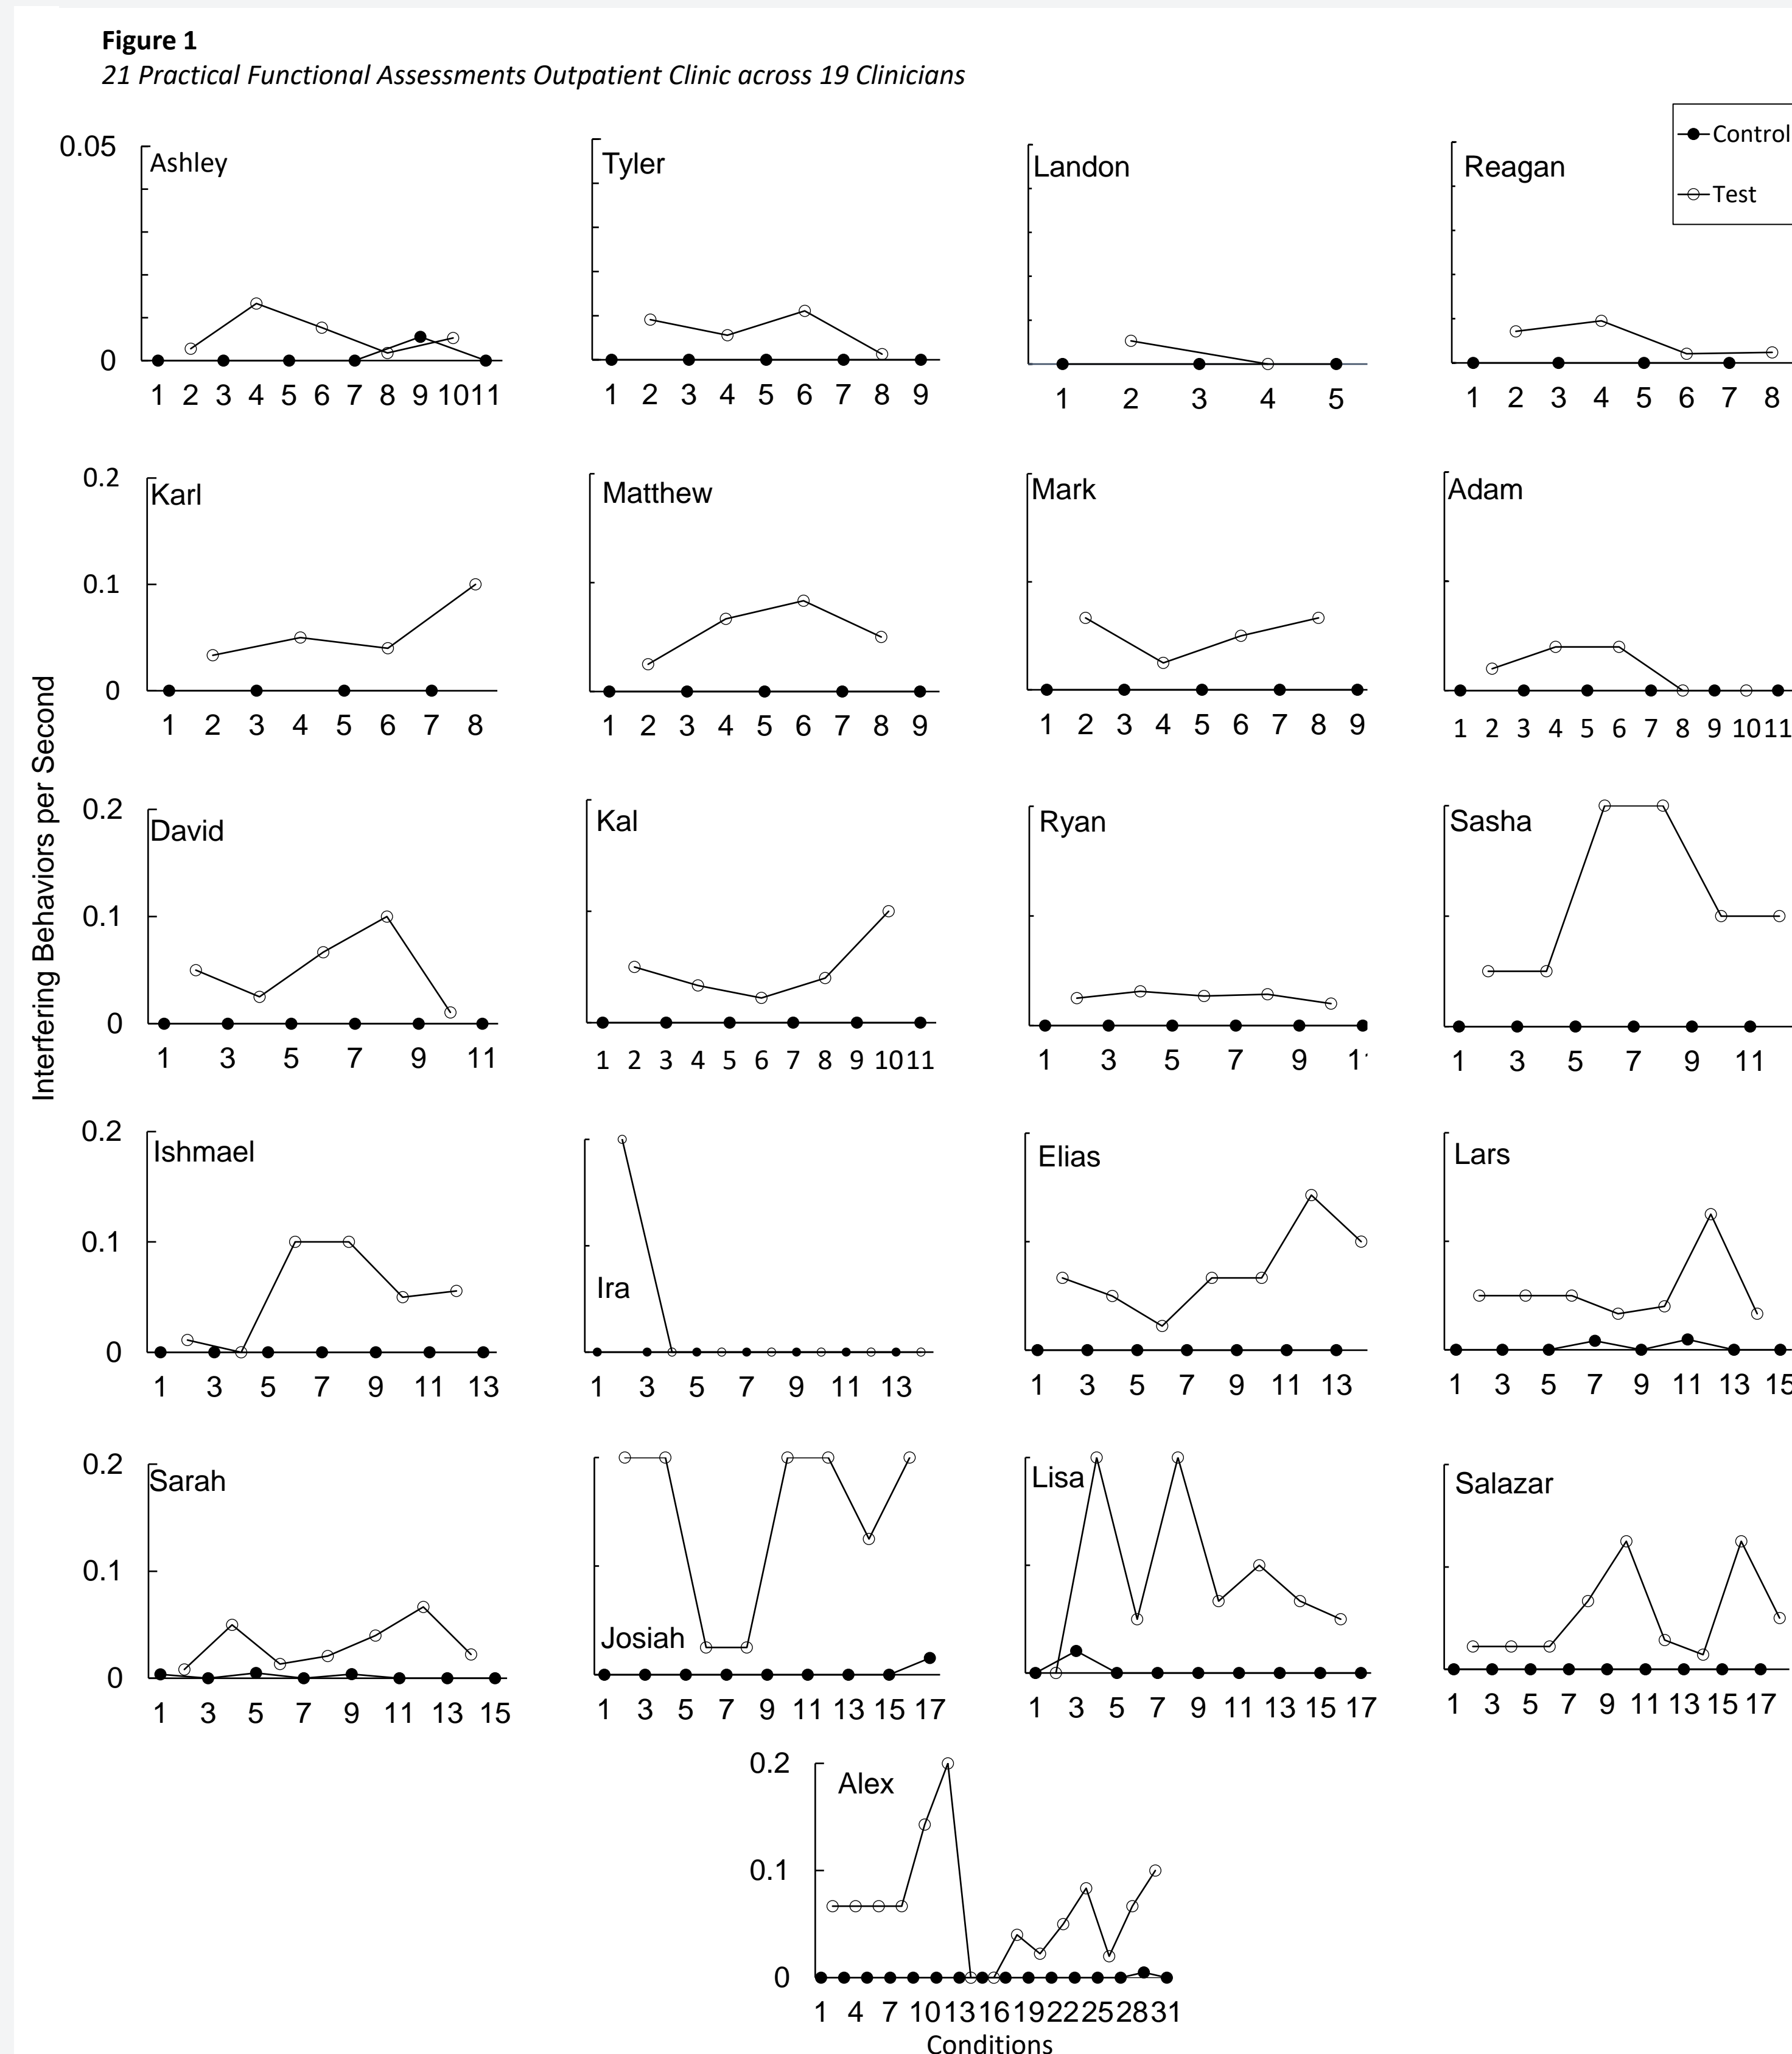 Figure 1
21 Practical Functional Assessments Outpatient Clinic across 19 Clinicians
Control
Test
Interfering Behaviors per Second
0.05
0
Ashley
1 2 3 4 5 6 7 8 9 10 11
Tyler
1 2 3 4 5 6 7 8 9
Landon
1 2 3 4 5
Reagan
1 2 3 4 5 6 7 8
0.2
0.1
0
Karl
1 2 3 4 5 6 7 8
Matthew
1 2 3 4 5 6 7 8 9
Mark
1 2 3 4 5 6 7 8 9
Adam
1 2 3 4 5 6 7 8 9 10 11
0.2
0.1
0
David
1 3 5 7 9 11
Kal
1 2 3 4 5 6 7 8 9 10 11
Ryan
1 3 5 7 9
Sasha
1 3 5 7 9 11
0.2
0.1
0
Ishmael
1 3 5 7 9 11 13
Ira
1 3 5 7 9 11 13
Elias
1 3 5 7 9 11 13
Lars
1 3 5 7 9 11 13 15
0.2
0.1
0
Sarah
1 3 5 7 9 11 13 15
Josiah
1 3 5 7 9 11 13 15 17
Lisa
1 3 5 7 9 11 13 15 17
Salazar
1 3 5 7 9 11 13 15 17
0.2
0.1
0
Alex
1 4 7 10 13 16 19 22 25 28 31
Conditions